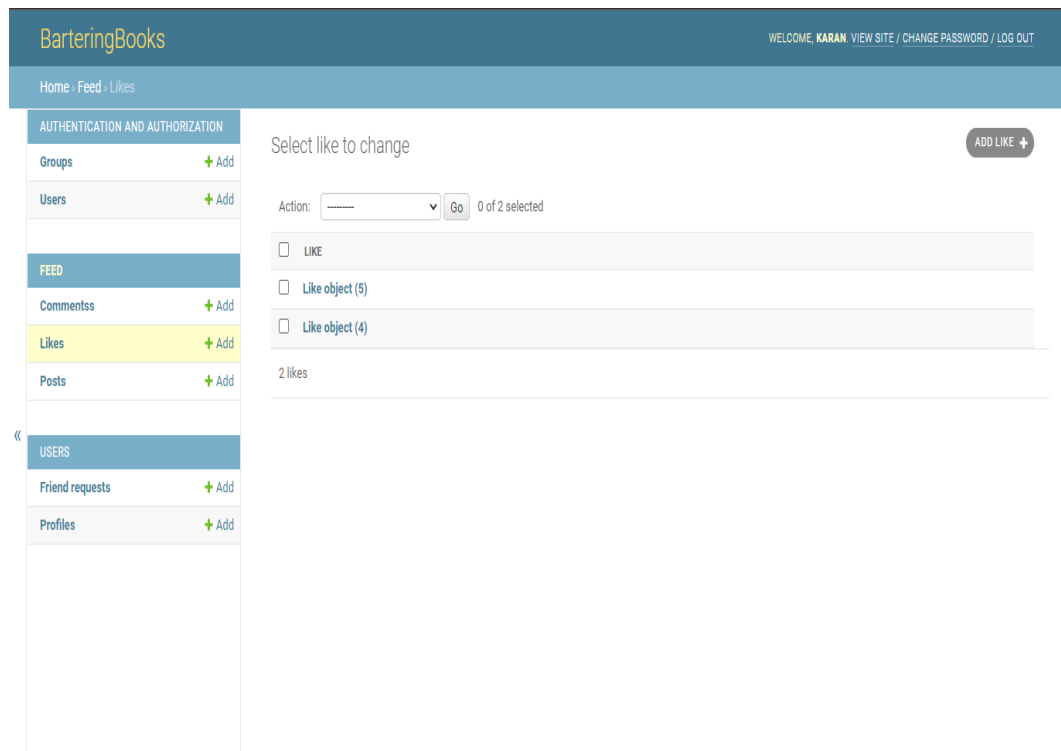 BarteringBooks
WELCOME, KARAN. VIEW SITE / CHANGE PASSWORD / LOG OUT
Home › Feed › Likes
AUTHENTICATION AND AUTHORIZATION
Groups + Add
Users + Add
FEED
Commentss + Add
Likes + Add
Posts + Add
«
USERS
Friend requests + Add
Profiles + Add
Select like to change
ADD LIKE +
Action: --------- Go 0 of 2 selected
LIKE
Like object (5)
Like object (4)
2 likes